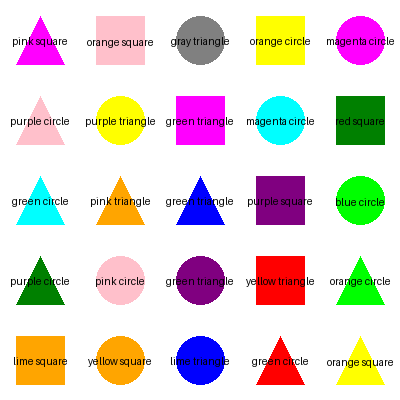 pink square orange square gray triangle orange circle magenta circle
purple circle purple triangle green triangle magenta circle red square
green circle pink triangle green triangle purple square blue circle
purple circle pink circle green triangle yellow triangle orange circle
lime square yellow square lime triangle green circle orange square